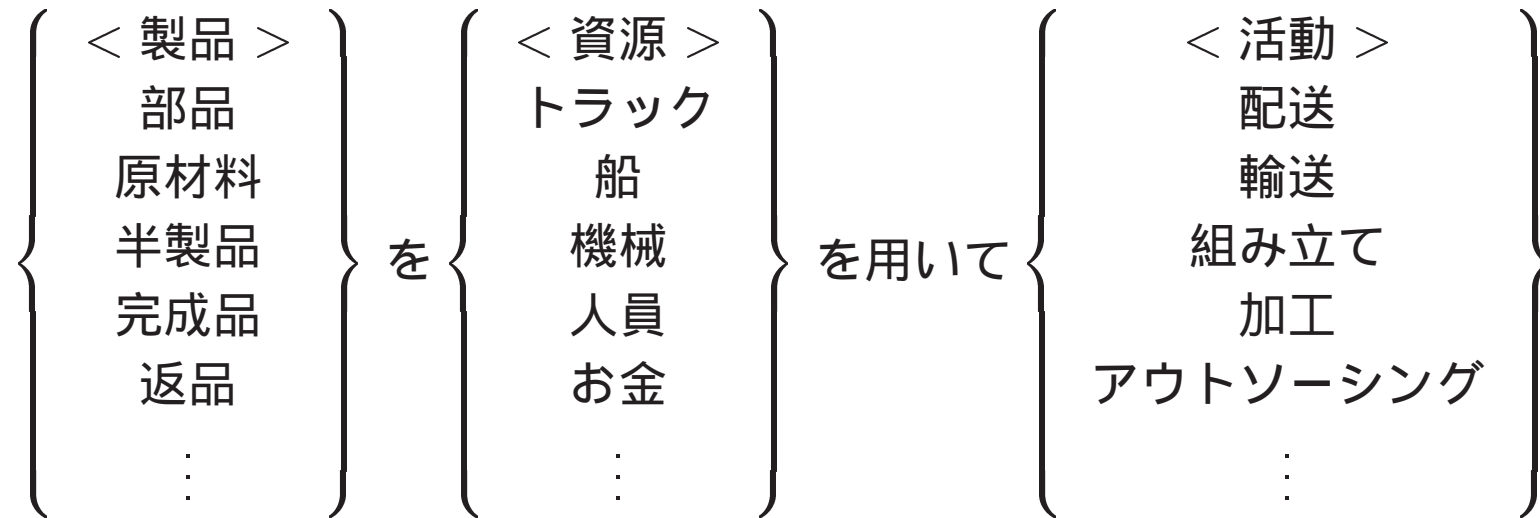 < 製品 >
部品
原材料
半製品
完成品
返品
⋮
を
< 資源 >
トラック
船
機械
人員
お金
⋮
を用いて
< 活動 >
配送
輸送
組み立て
加工
アウトソーシング
⋮